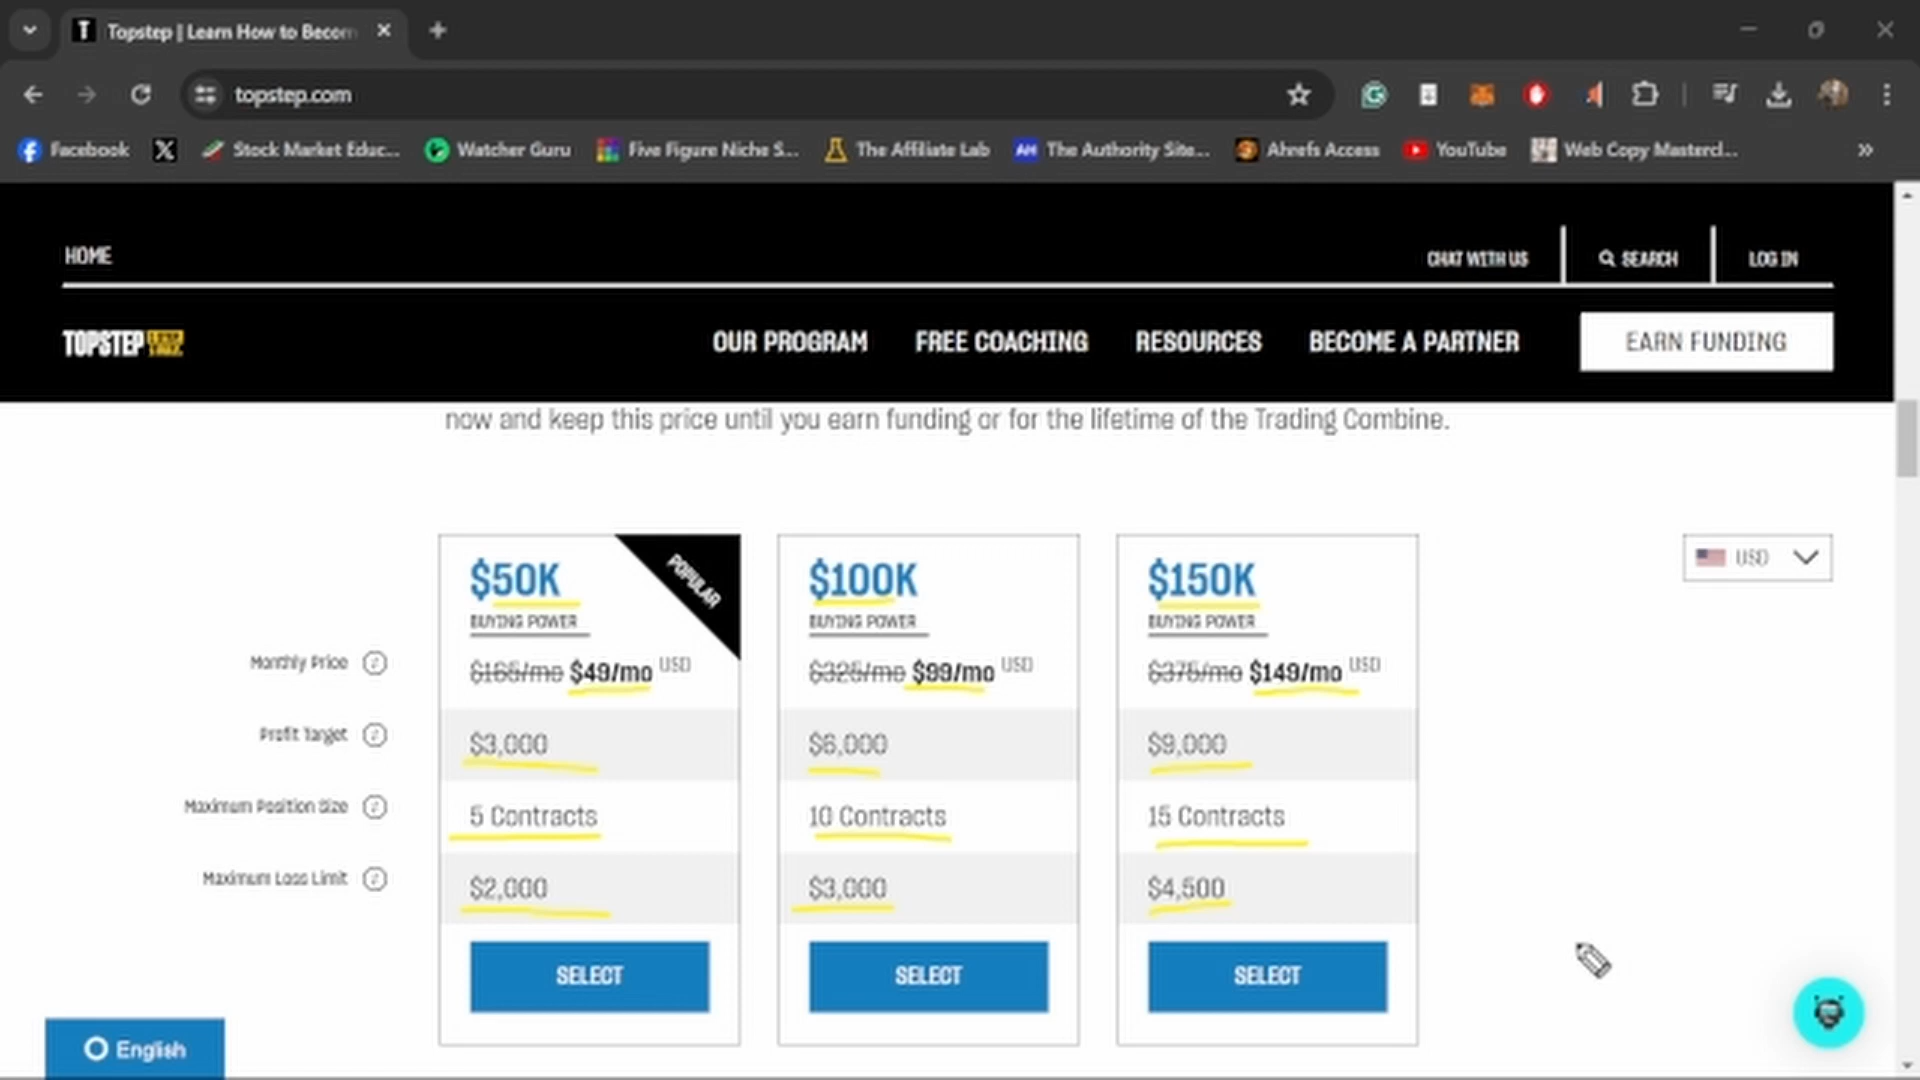 Topstep | Learn How to Becom
topstep.com
Facebook Stock Market Educ... Watcher Guru Five Figure Niche S... The Affiliate Lab AH The Authority Site... Ahrefs Access YouTube Web Copy Mastercl... »
HOME
CHAT WITH US SEARCH LOG IN
TOPSTEP
OUR PROGRAM FREE COACHING RESOURCES BECOME A PARTNER EARN FUNDING
now and keep this price until you earn funding or for the lifetime of the Trading Combine.
POPULAR
USD
$50K $100K $150K
BUYING POWER BUYING POWER BUYING POWER
Monthly Price $165/mo $49/mo USD $325/mo $99/mo USD $375/mo $149/mo USD
Profit Target $3,000 $6,000 $9,000
Maximum Position Size 5 Contracts 10 Contracts 15 Contracts
Maximum Loss Limit $2,000 $3,000 $4,500
SELECT SELECT SELECT
English